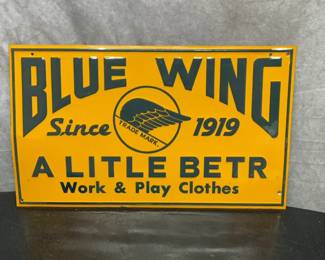 BLUE WING
Since 1919
TRADE MARK.
A LITLE BETR
Work & Play Clothes